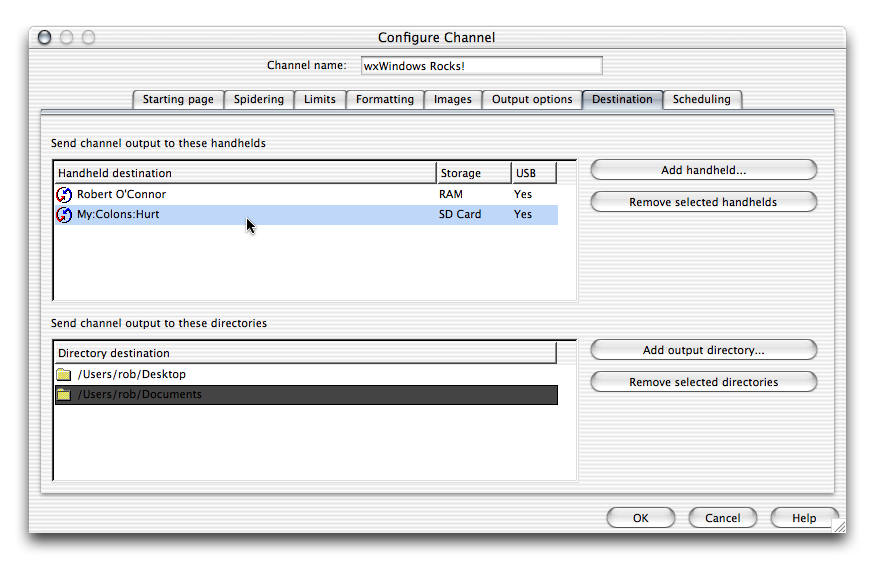 Configure Channel
Channel name: wxWindows Rocks!
Starting page Spidering Limits Formatting Images Output options Destination Scheduling
Send channel output to these handhelds
Handheld destination Storage USB
Robert O'Connor RAM Yes
My:Colons:Hurt SD Card Yes
Add handheld...
Remove selected handhelds
Send channel output to these directories
Directory destination
/Users/rob/Desktop
/Users/rob/Documents
Add output directory...
Remove selected directories
OK Cancel Help